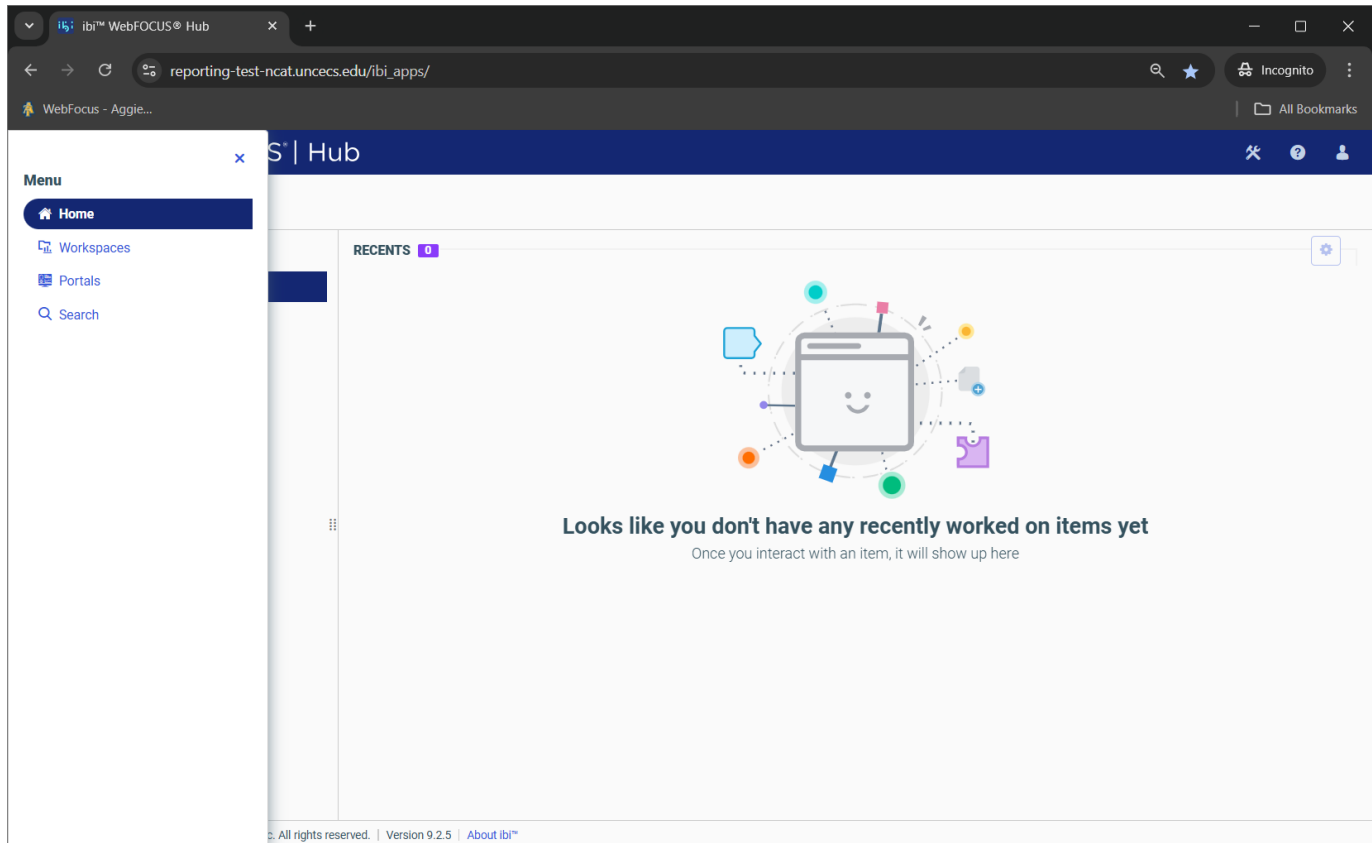 ibi™ WebFOCUS® Hub
reporting-test-ncat.uncecs.edu/ibi_apps/
Incognito
WebFocus - Aggie...
All Bookmarks
S® | Hub
Menu
Home
Workspaces
Portals
Search
RECENTS 0
Looks like you don't have any recently worked on items yet
Once you interact with an item, it will show up here
c. All rights reserved. | Version 9.2.5 | About ibi™